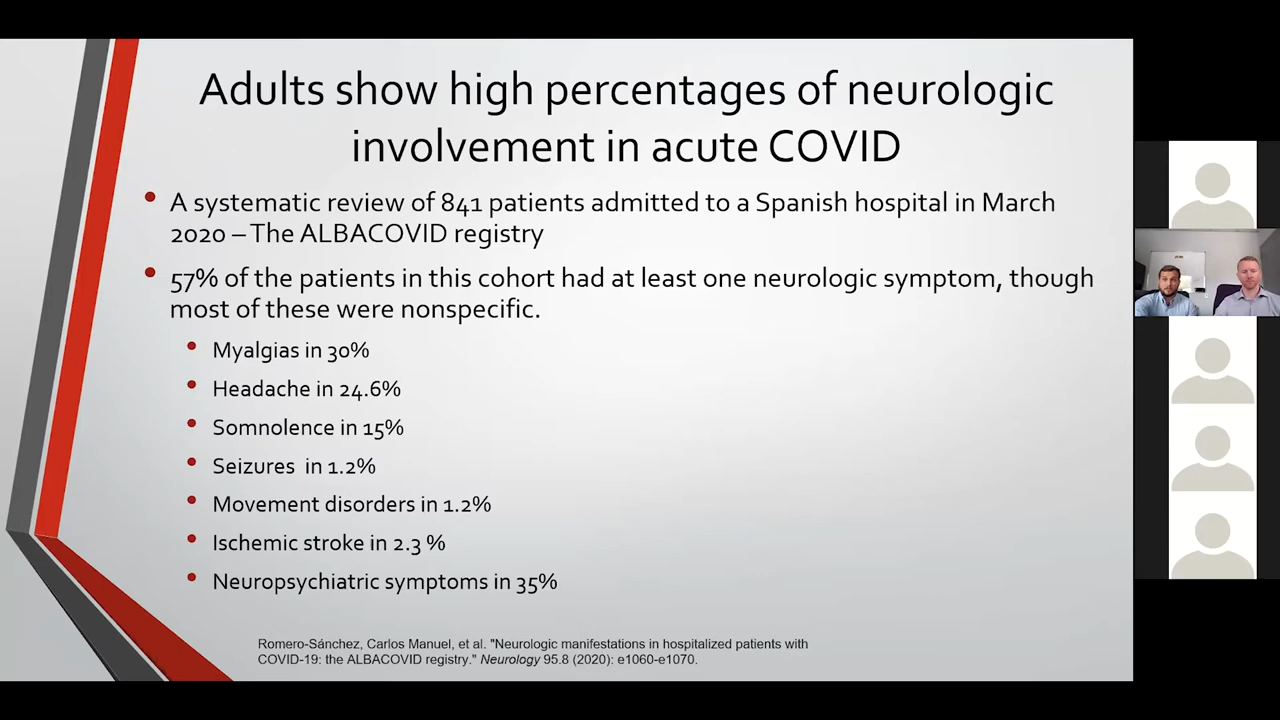 Adults show high percentages of neurologic
involvement in acute COVID
• A systematic review of 841 patients admitted to a Spanish hospital in March
2020 – The ALBACOVID registry
• 57% of the patients in this cohort had at least one neurologic symptom, though
most of these were nonspecific.
• Myalgias in 30%
• Headache in 24.6%
• Somnolence in 15%
• Seizures  in 1.2%
• Movement disorders in 1.2%
• Ischemic stroke in 2.3 %
• Neuropsychiatric symptoms in 35%
Romero-Sánchez, Carlos Manuel, et al. "Neurologic manifestations in hospitalized patients with
COVID-19: the ALBACOVID registry." Neurology 95.8 (2020): e1060-e1070.